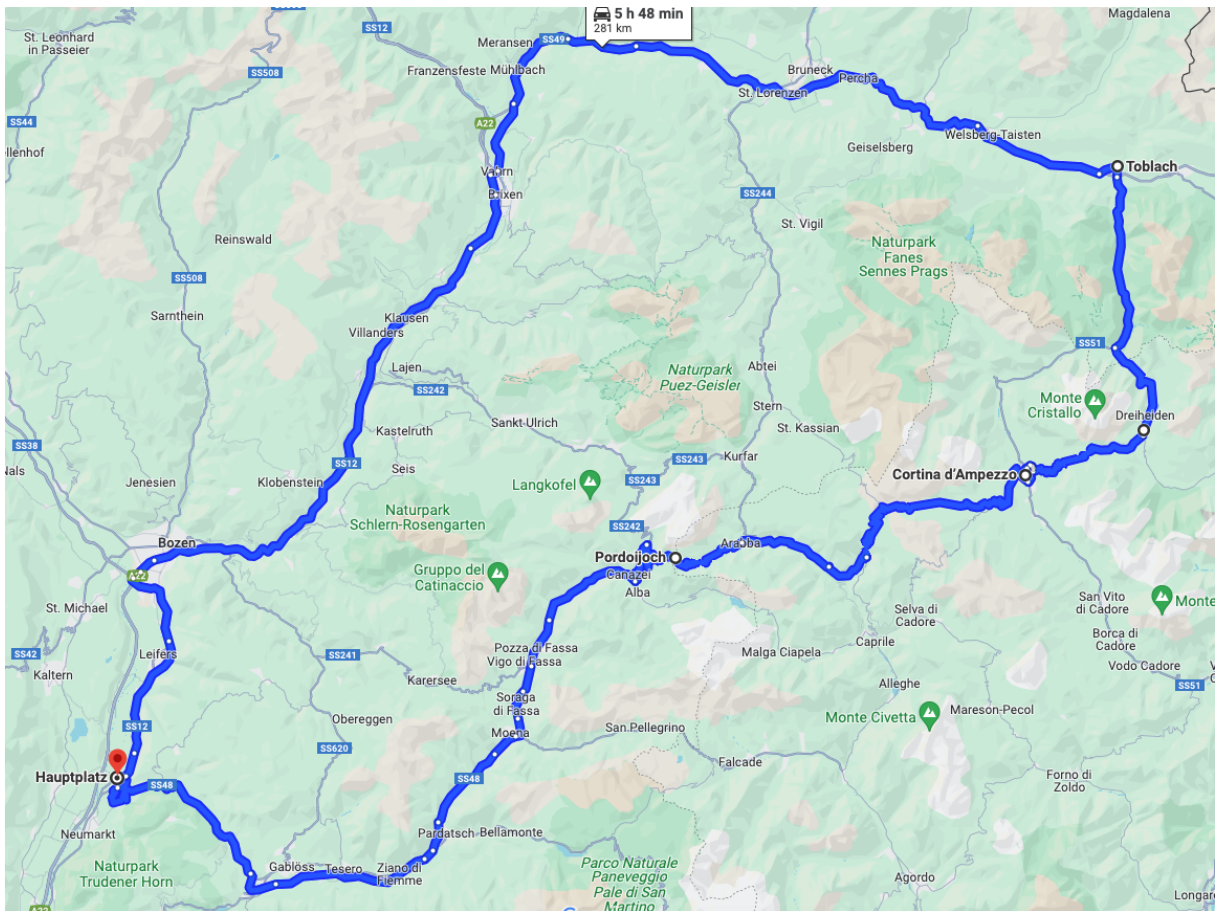 5 h 48 min
281 km
Magdalena
St. Leonhard
in Passeier
SS12
Meransen
SS49
SS508
Franzensfeste
Mühlbach
Bruneck
Percha
St. Lorenzen
SS44
A22
Welsberg-Taisten
Geiselsberg
Toblach
Vahrn
Brixen
SS244
St. Vigil
Reinswald
Naturpark
Fanes
Sennes Prags
SS508
Sarnthein
Klausen
Villanders
SS51
Lajen
SS242
Naturpark
Puez-Geisler
Abtei
Monte
Cristallo
Stern
Dreiheiden
Sankt-Ulrich
St. Kassian
SS38
Kastelruth
Kurfar
SS243
SS12
Seis
Cortina d'Ampezzo
Jenesien
Klobenstein
Langkofel
SS243
Naturpark
Schlern-Rosengarten
SS242
Bozen
Arabba
Pordoijoch
A22
Gruppo del
Catinaccio
Canazei
Alba
St. Michael
San Vito
di Cadore
Monte
Selva di
Cadore
Borca di
Cadore
Caprile
Pozza di Fassa
Vigo di Fassa
Malga Ciapela
Vodo Cadore
SS42
Leifers
SS241
Kaltern
Karersee
Alleghe
SS51
Soraga
di Fassa
Mareson-Pecol
Obereggen
Monte Civetta
SS12
Moena
San Pellegrino
SS620
Falcade
Hauptplatz
SS48
SS48
Forno di
Zoldo
Neumarkt
Pardatsch
Bellamonte
Gablöss
Tesero
Ziano di
Fiemme
Naturpark
Trudener Horn
Parco Naturale
Paneveggio
Pale di San
Martino
Agordo
A22